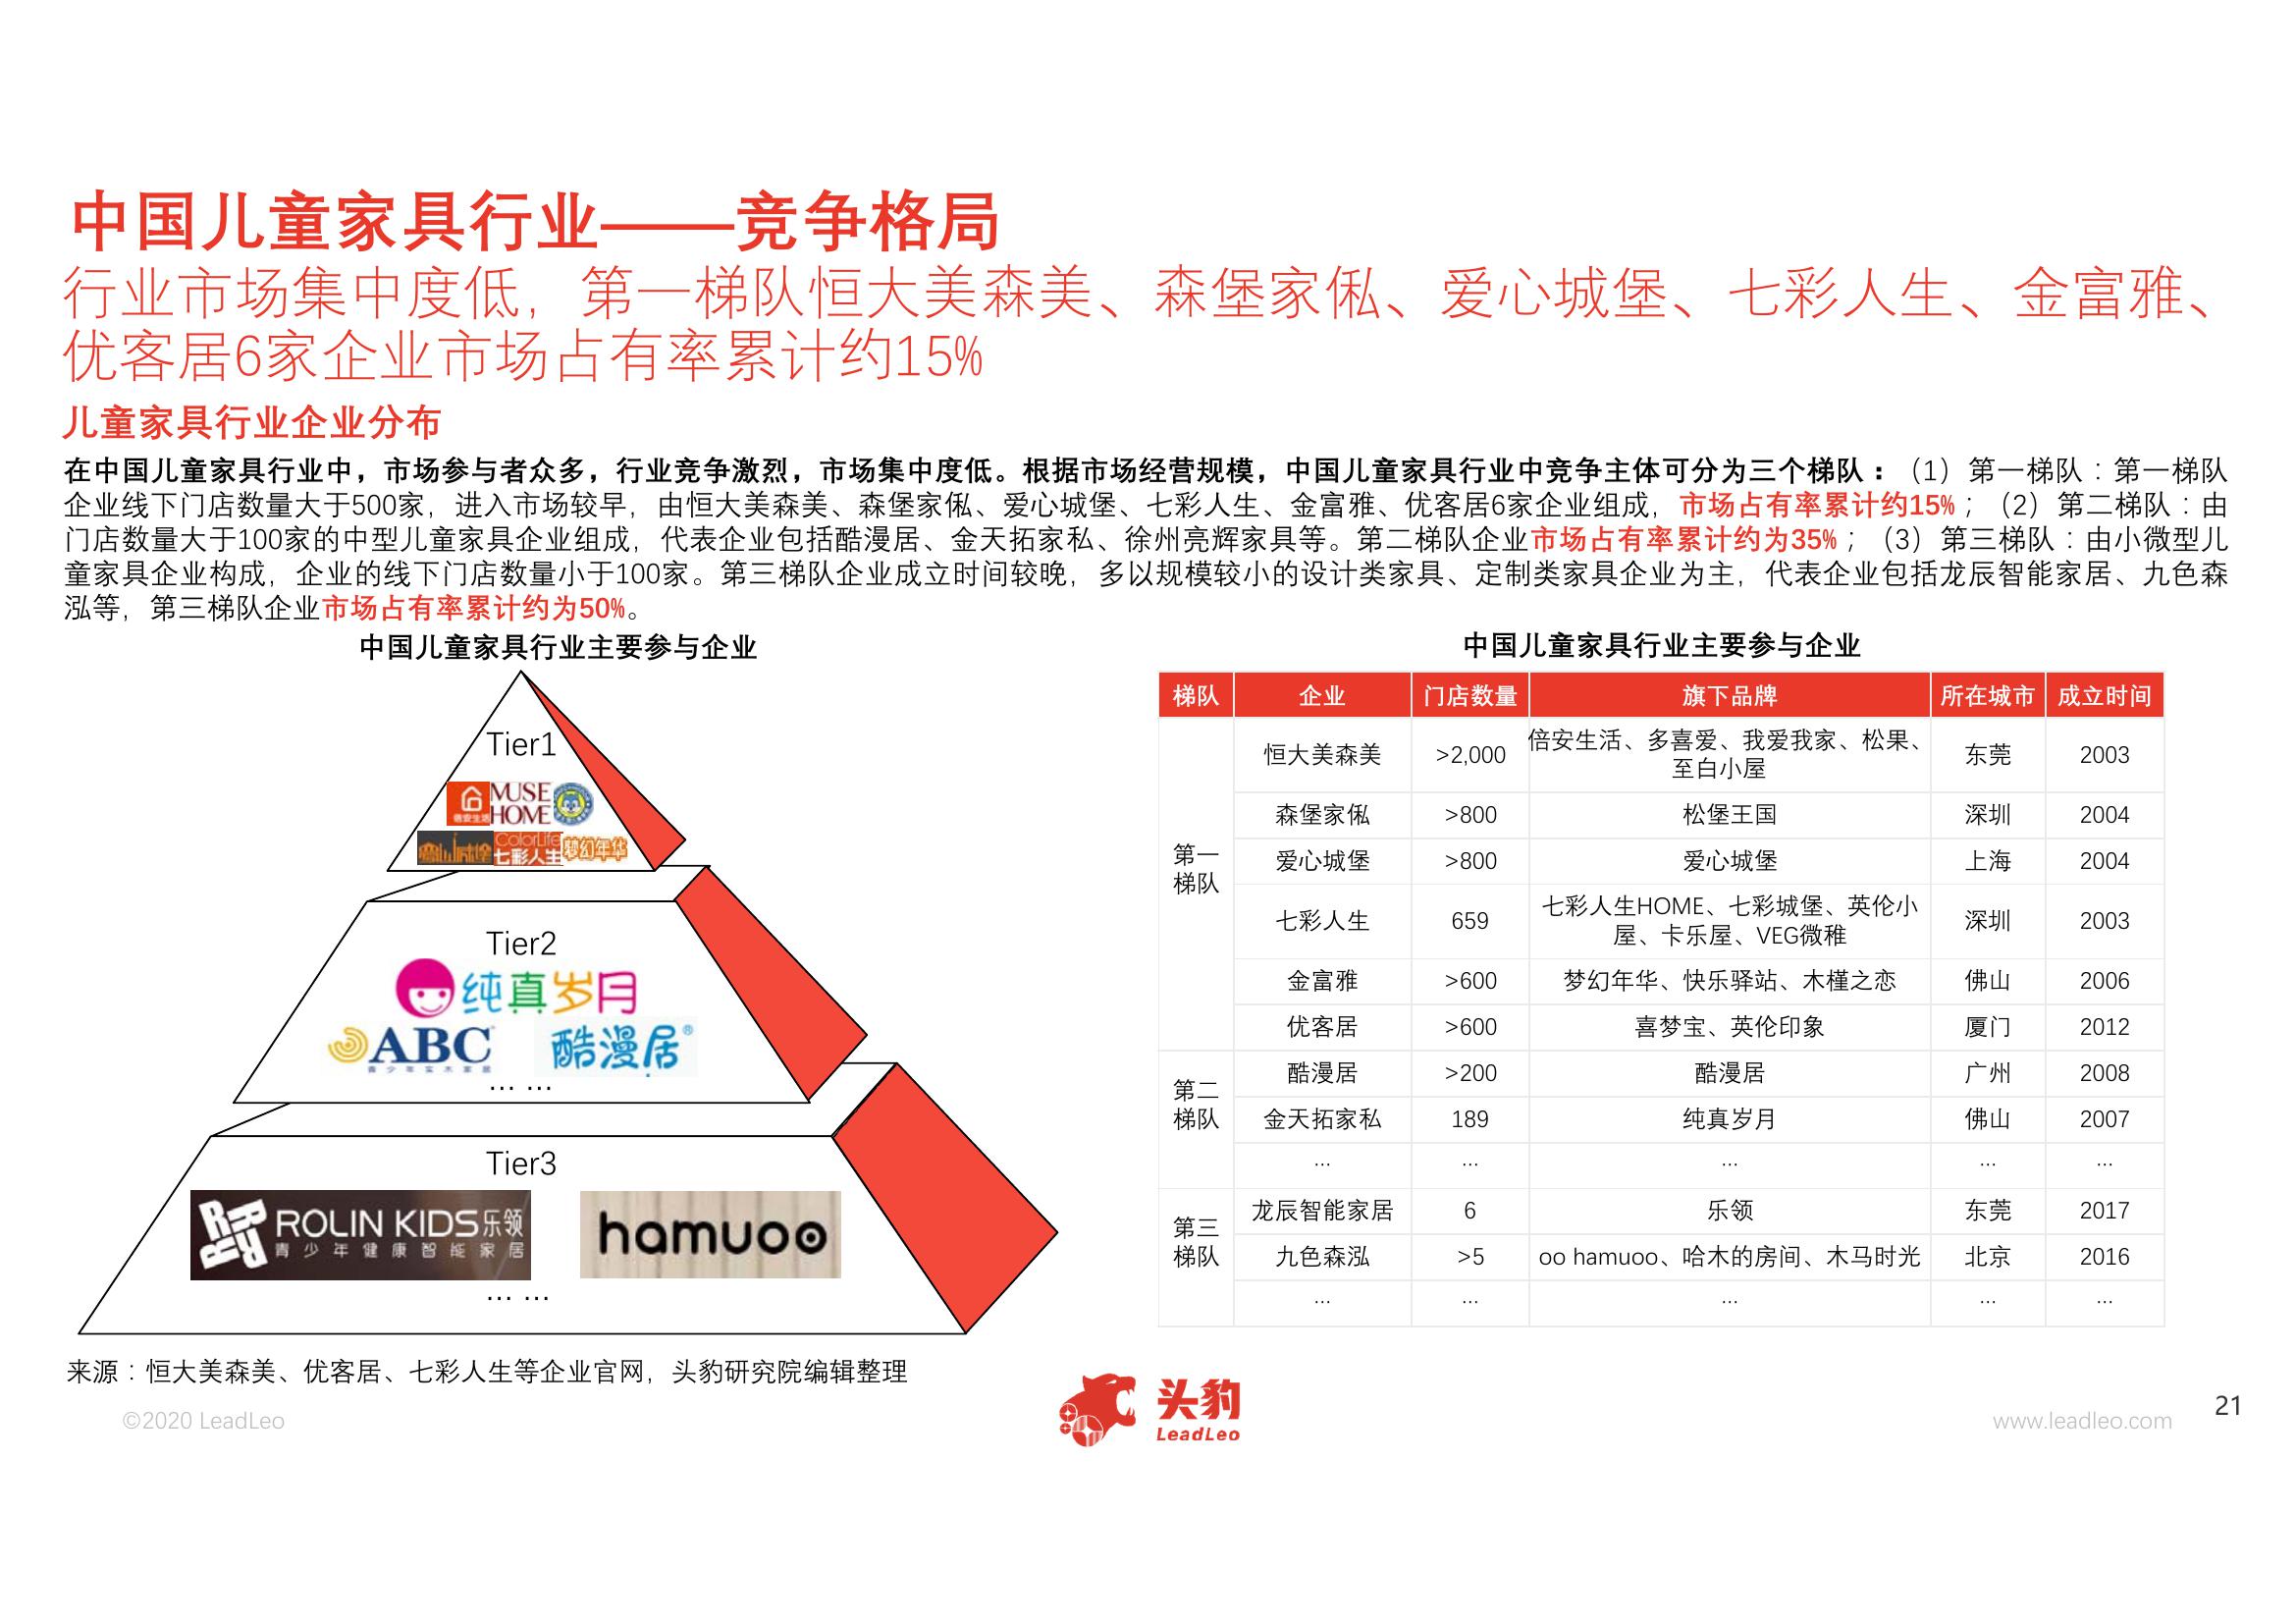 中国儿童家具行业——竞争格局
行业市场集中度低，第一梯队恒大美森美、森堡家俬、爱心城堡、七彩人生、金富雅、
优客居6家企业市场占有率累计约15%
儿童家具行业企业分布
在中国儿童家具行业中，市场参与者众多，行业竞争激烈，市场集中度低。根据市场经营规模，中国儿童家具行业中竞争主体可分为三个梯队：（1）第一梯队：第一梯队
企业线下门店数量大于500家，进入市场较早，由恒大美森美、森堡家俬、爱心城堡、七彩人生、金富雅、优客居6家企业组成，市场占有率累计约15%；（2）第二梯队：由
门店数量大于100家的中型儿童家具企业组成，代表企业包括酷漫居、金天拓家私、徐州亮辉家具等。第二梯队企业市场占有率累计约为35%；（3）第三梯队：由小微型儿
童家具企业构成，企业的线下门店数量小于100家。第三梯队企业成立时间较晚，多以规模较小的设计类家具、定制类家具企业为主，代表企业包括龙辰智能家居、九色森
泓等，第三梯队企业市场占有率累计约为50%。
中国儿童家具行业主要参与企业
Tier1
倍安生活
MUSE
HOME
ColorLife
七彩人生
梦幻年华
Tier2
纯真岁月
ABC
青少年实木家居
酷漫居®
... ...
Tier3
ROLIN KIDS乐领
青少年健康智能家居
hamuoo
... ...
中国儿童家具行业主要参与企业
梯队 企业 门店数量 旗下品牌 所在城市 成立时间
第一
梯队
恒大美森美 >2,000 倍安生活、多喜爱、我爱我家、松果、
至白小屋 东莞 2003
森堡家俬 >800 松堡王国 深圳 2004
爱心城堡 >800 爱心城堡 上海 2004
七彩人生 659 七彩人生HOME、七彩城堡、英伦小
屋、卡乐屋、VEG微稚 深圳 2003
金富雅 >600 梦幻年华、快乐驿站、木槿之恋 佛山 2006
优客居 >600 喜梦宝、英伦印象 厦门 2012
第二
梯队
酷漫居 >200 酷漫居 广州 2008
金天拓家私 189 纯真岁月 佛山 2007
... ... ... ... ...
第三
梯队
龙辰智能家居 6 乐领 东莞 2017
九色森泓 >5 oo hamuoo、哈木的房间、木马时光 北京 2016
... ... ... ... ...
来源：恒大美森美、优客居、七彩人生等企业官网，头豹研究院编辑整理
©2020 LeadLeo
头豹
LeadLeo
www.leadleo.com
21